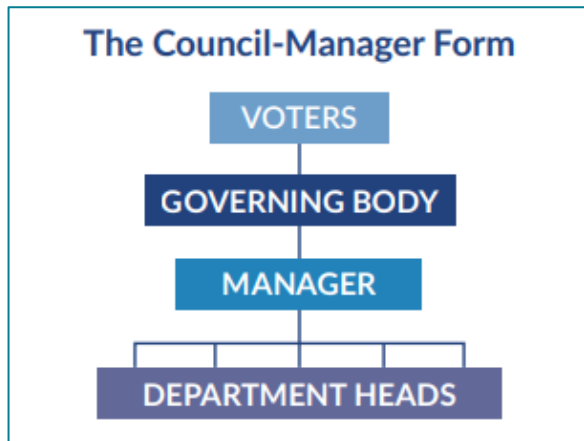 The Council-Manager Form
VOTERS
GOVERNING BODY
MANAGER
DEPARTMENT HEADS